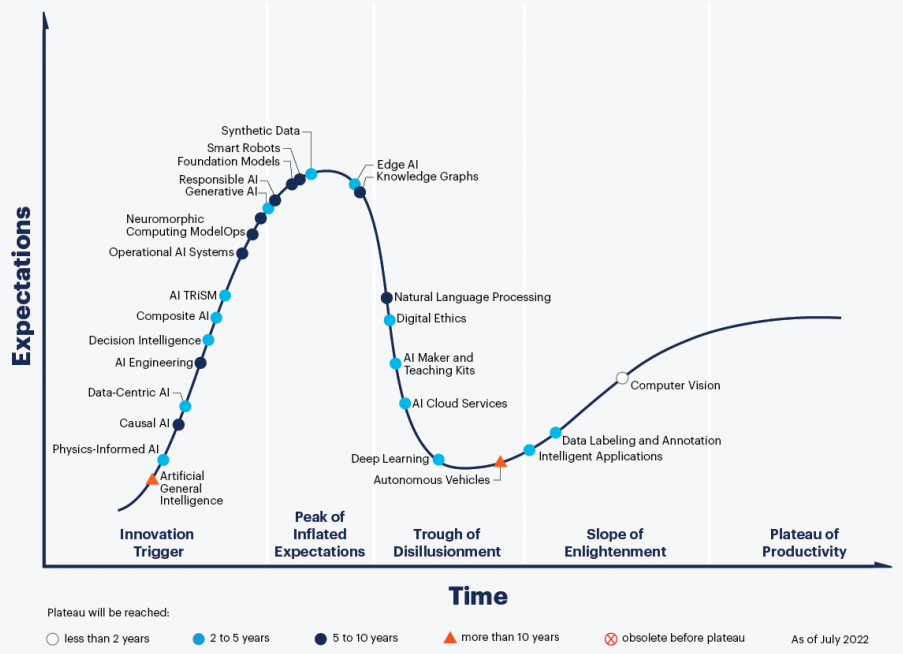 Expectations
Synthetic Data
Smart Robots
Foundation Models
Edge AI
Knowledge Graphs
Responsible AI
Generative AI
Neuromorphic
Computing ModelOps
Operational AI Systems
AI TRiSM
Natural Language Processing
Composite AI
Digital Ethics
Decision Intelligence
AI Engineering
AI Maker and
Teaching Kits
Computer Vision
Data-Centric AI
AI Cloud Services
Causal AI
Data Labeling and Annotation
Physics-Informed AI
Intelligent Applications
Deep Learning
Artificial
General
Intelligence
Autonomous Vehicles
Innovation
Trigger
Peak of
Inflated
Expectations
Trough of
Disillusionment
Slope of
Enlightenment
Plateau of
Productivity
Time
Plateau will be reached:
less than 2 years
2 to 5 years
5 to 10 years
more than 10 years
obsolete before plateau
As of July 2022